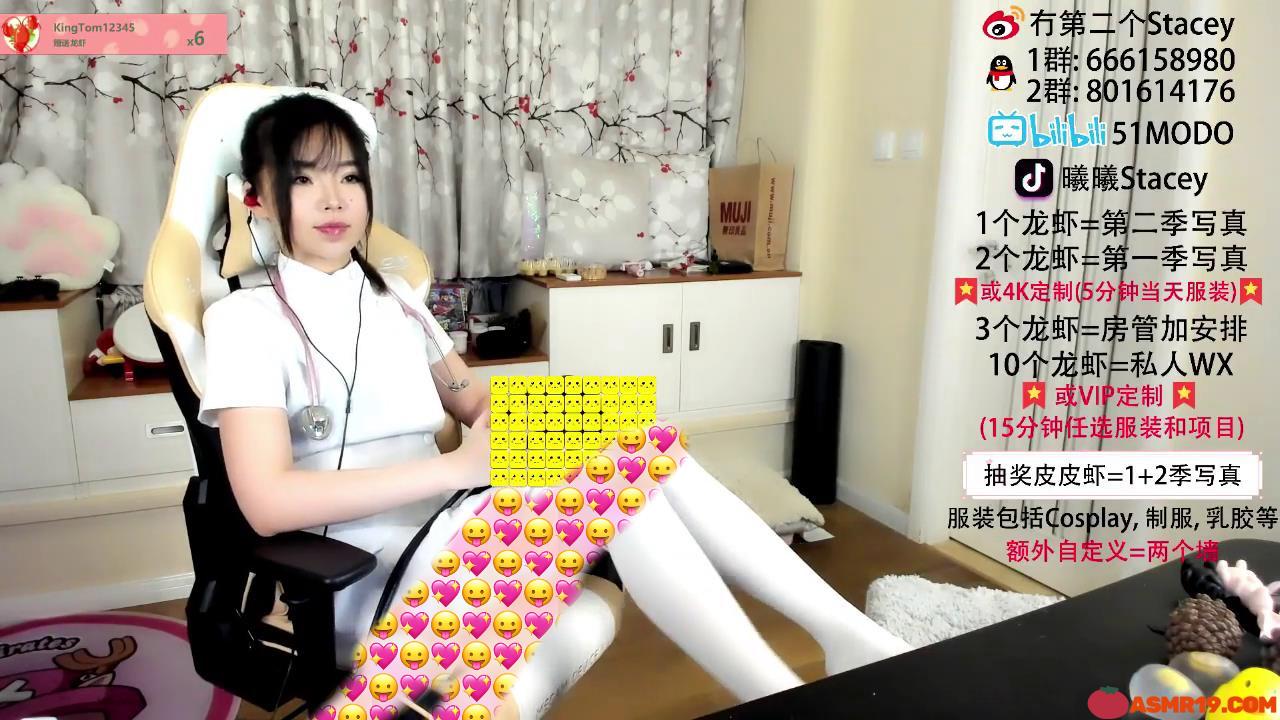 KingTom12345
赠送龙虾
x6
冇第二个Stacey
1群: 666158980
2群: 801614176
bilibili 51MODO
曦曦Stacey
1个龙虾=第二季写真
2个龙虾=第一季写真
或4K定制(5分钟当天服装)
3个龙虾=房管加安排
10个龙虾=私人WX
或VIP定制
(15分钟任选服装和项目)
抽奖皮皮虾=1+2季写真
服装包括Cosplay, 制服, 乳胶等
额外自定义=两个墙
MUJI
無印良品
www.muji.com
ASMR19.COM